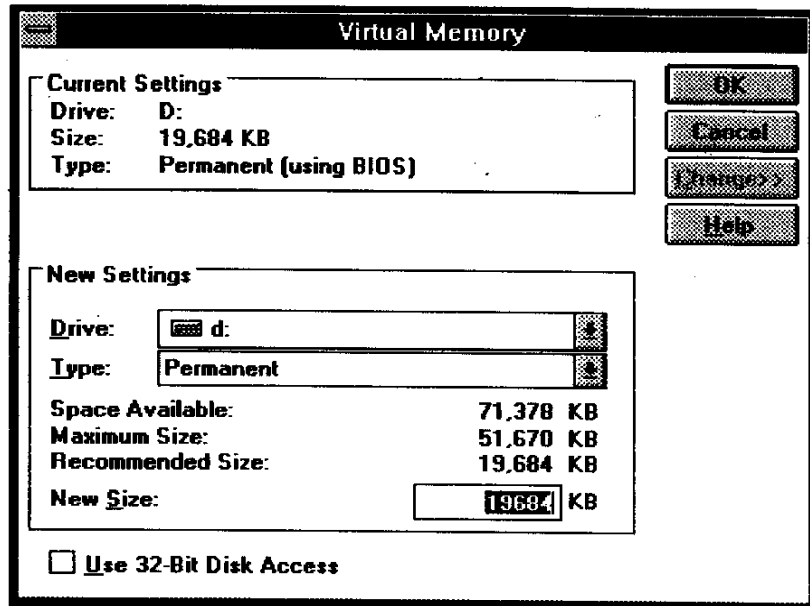 Virtual Memory
Current Settings
Drive: D:
Size: 19,684 KB
Type: Permanent (using BIOS)
OK
Cancel
Change>>
Help
New Settings
Drive: d:
Type: Permanent
Space Available: 71,378 KB
Maximum Size: 51,670 KB
Recommended Size: 19,684 KB
New Size: 19684 KB
Use 32-Bit Disk Access